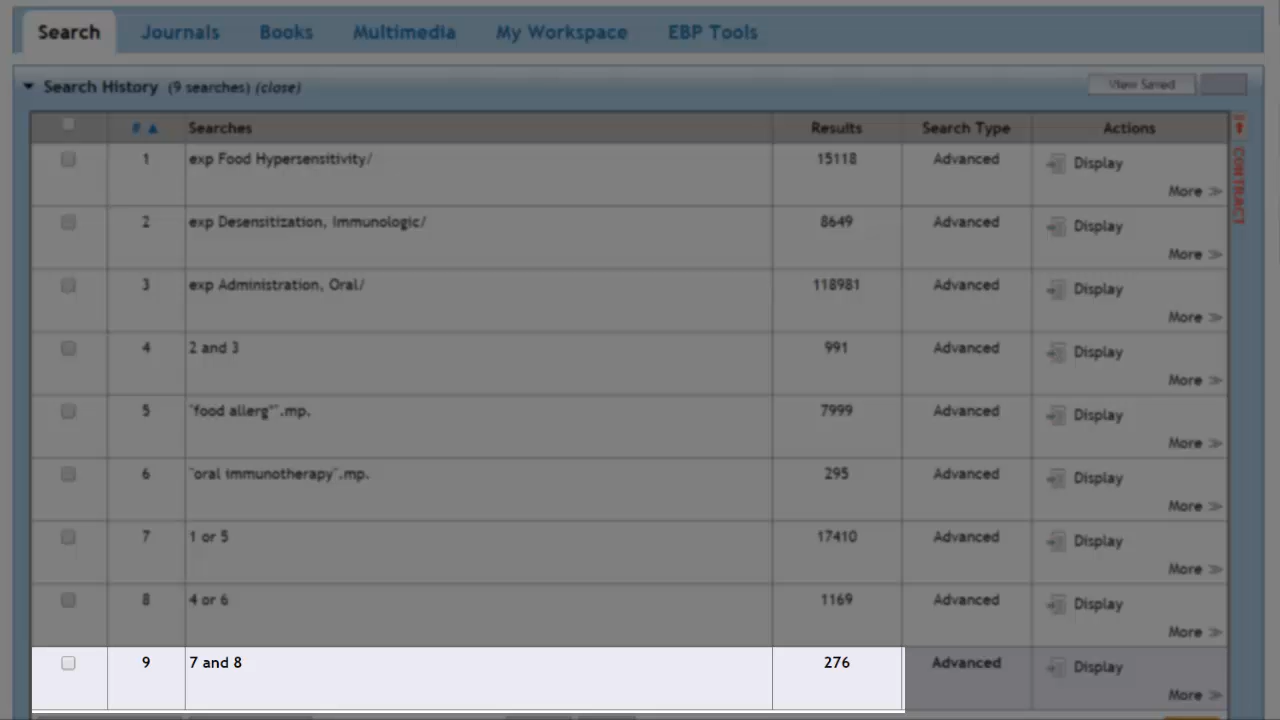 Search Journals Books Multimedia My Workspace EBP Tools
Search History (9 searches) (close) View Saved
# ▲ Searches Results Search Type Actions
1 exp Food Hypersensitivity/ 15118 Advanced Display
More ≫
2 exp Desensitization, Immunologic/ 8649 Advanced Display
More ≫
3 exp Administration, Oral/ 118981 Advanced Display
More ≫
4 2 and 3 991 Advanced Display
More ≫
5 "food allerg*".mp. 7999 Advanced Display
More ≫
6 "oral immunotherapy".mp. 295 Advanced Display
More ≫
7 1 or 5 17410 Advanced Display
More ≫
8 4 or 6 1169 Advanced Display
More ≫
9 7 and 8 276 Advanced Display
More ≫
CONTRACT